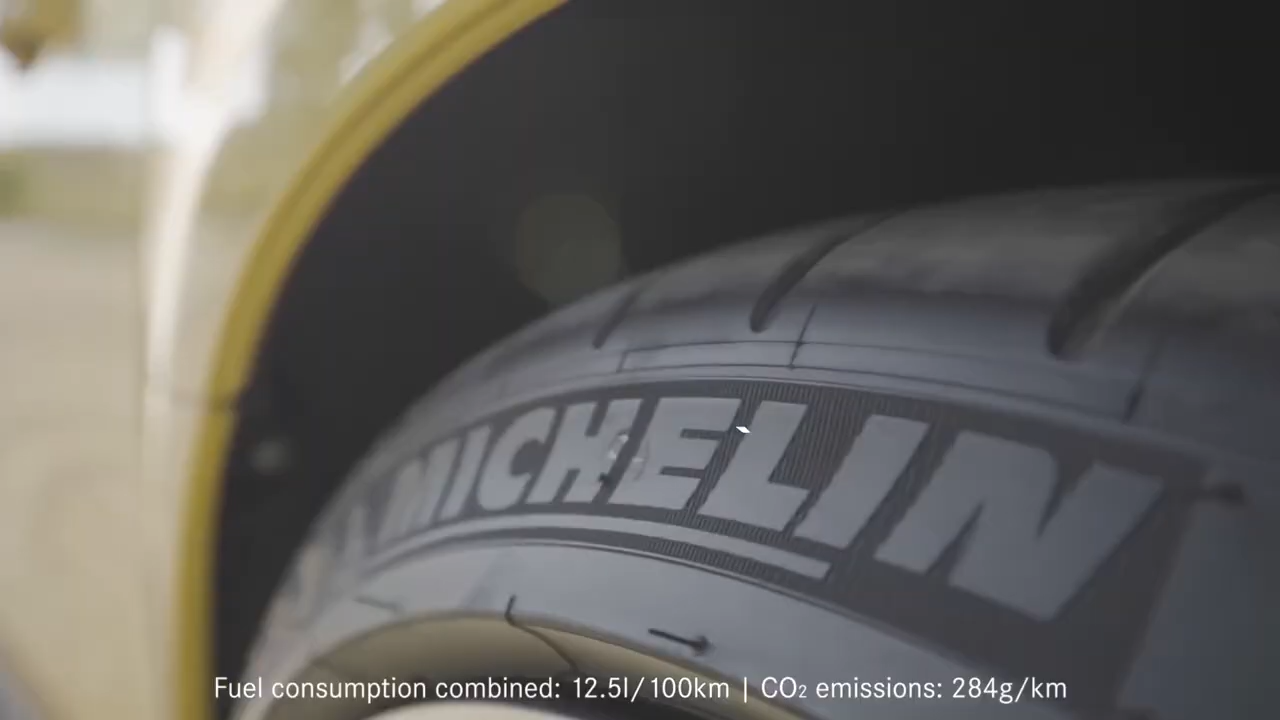 MICHELIN
Fuel consumption combined: 12.5l/100km | CO₂ emissions: 284g/km